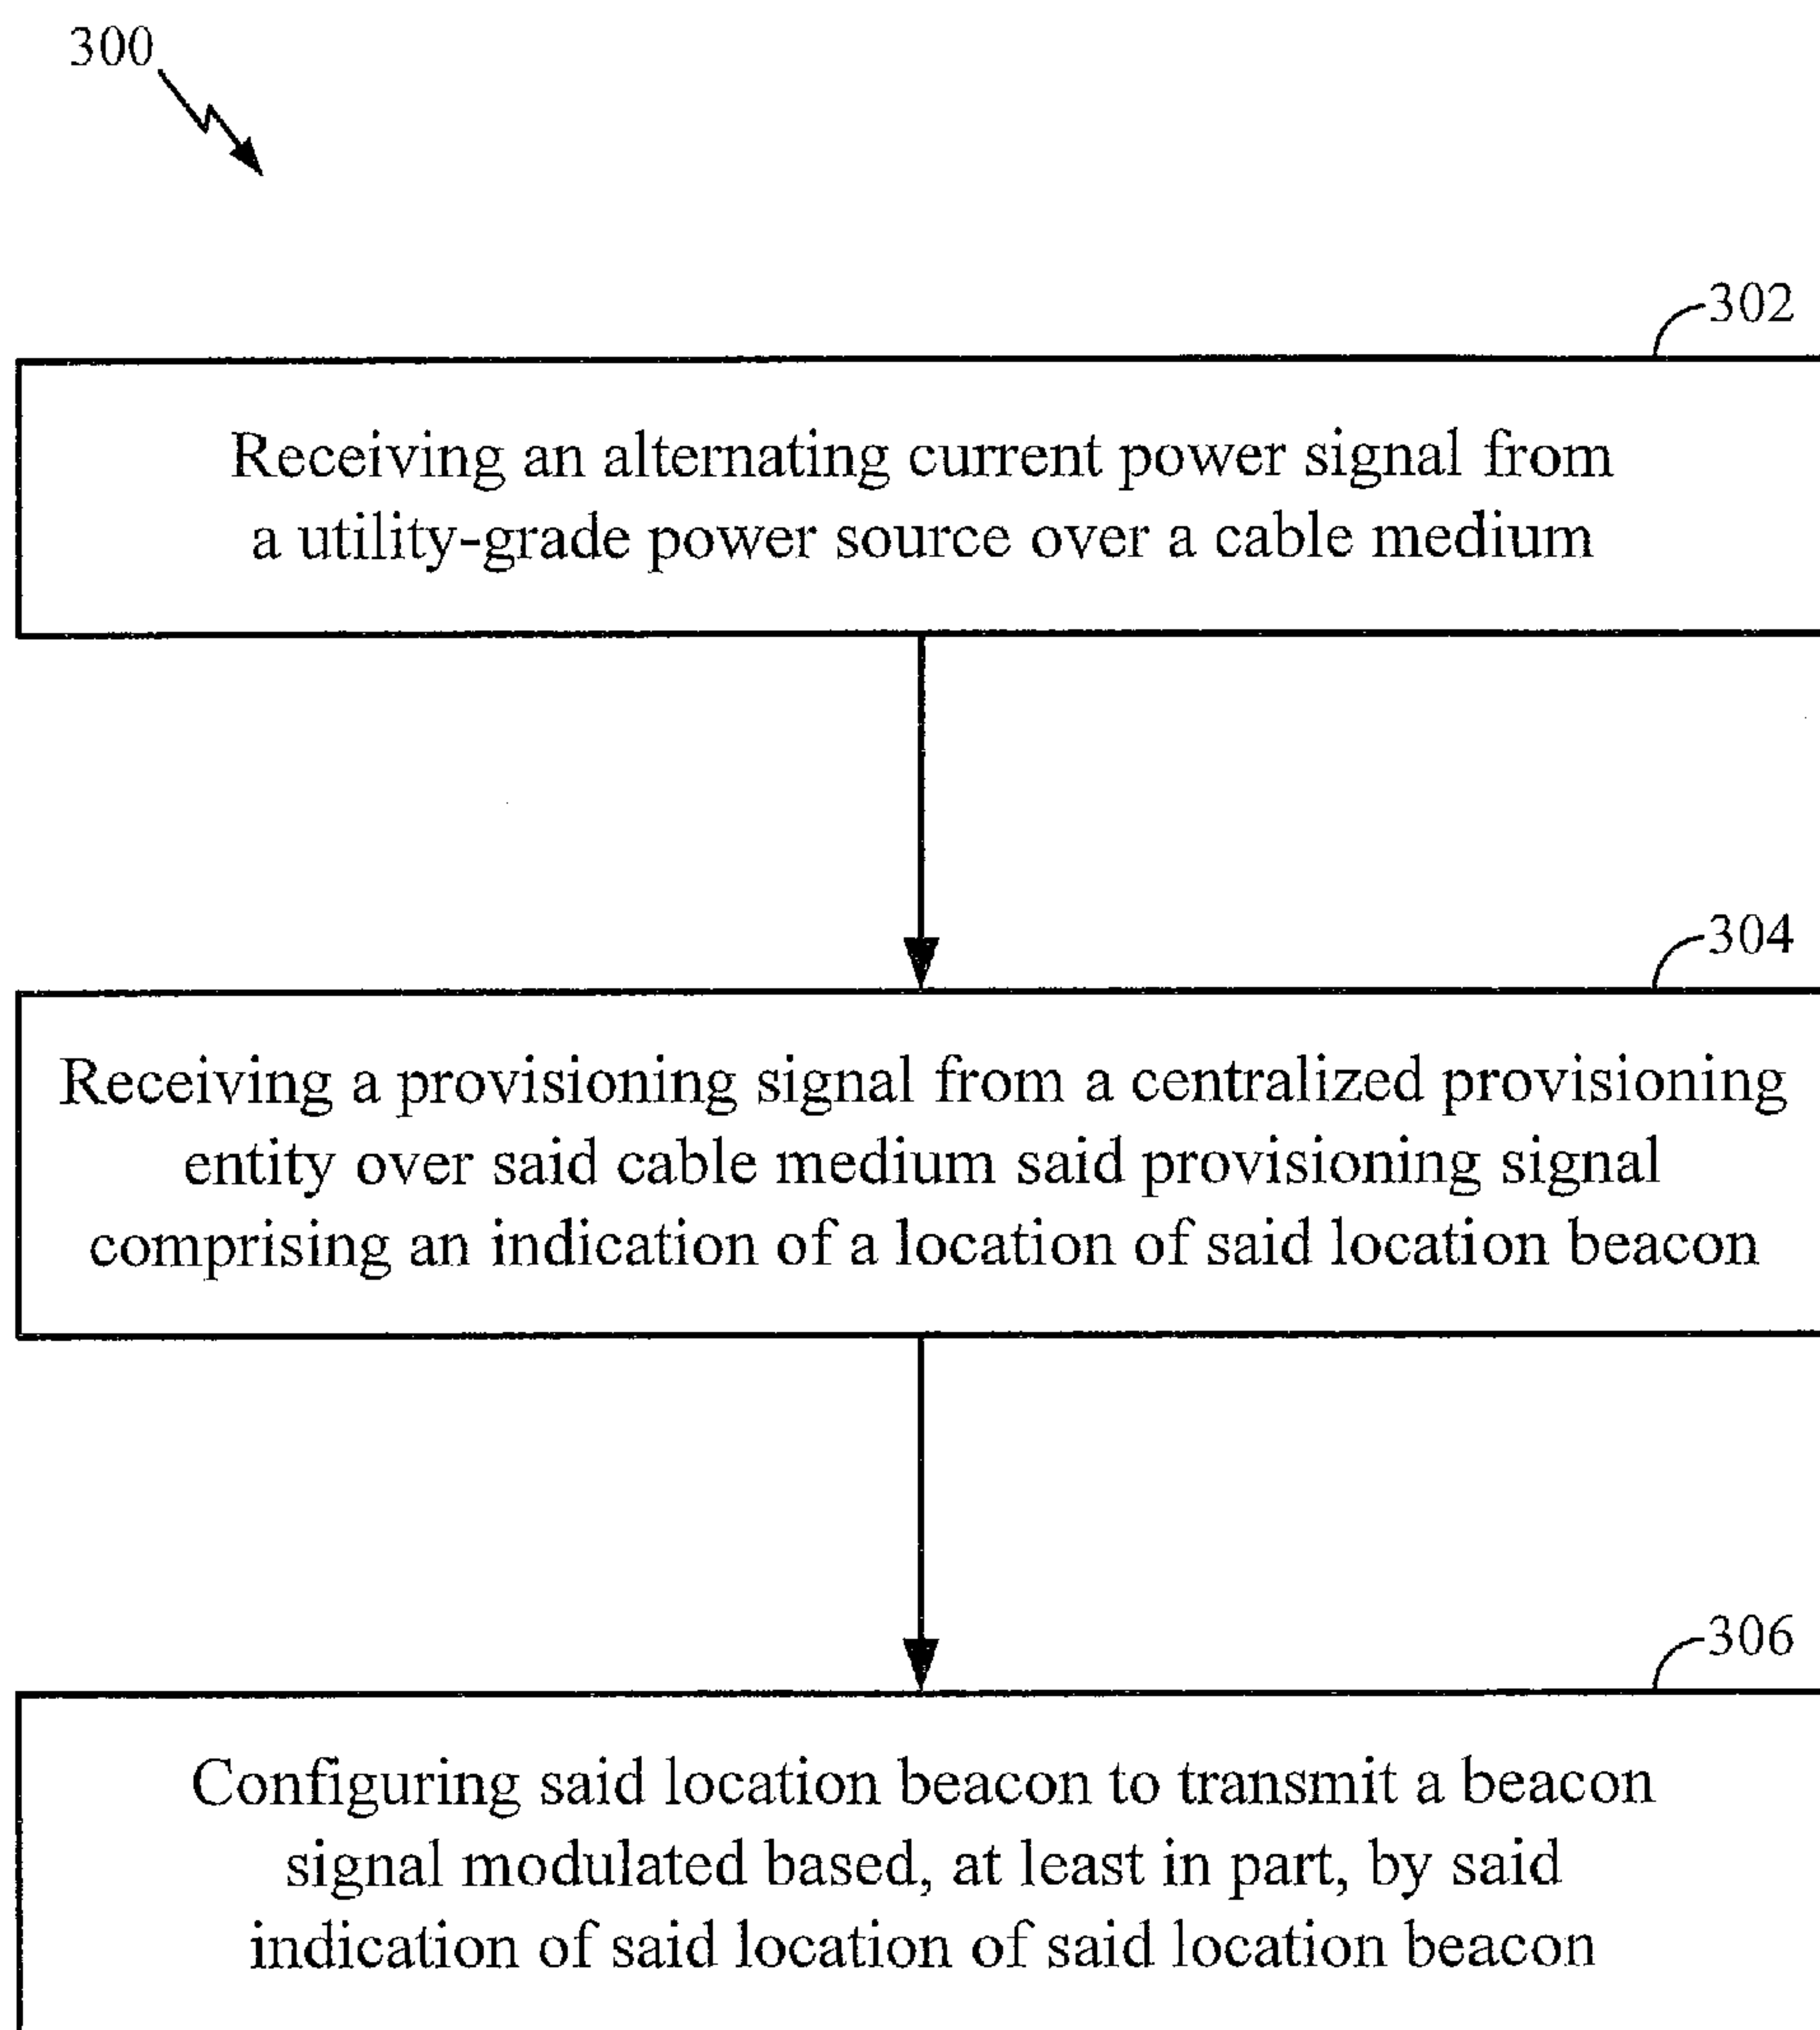 300
302
Receiving an alternating current power signal from
a utility-grade power source over a cable medium
304
Receiving a provisioning signal from a centralized provisioning
entity over said cable medium said provisioning signal
comprising an indication of a location of said location beacon
306
Configuring said location beacon to transmit a beacon
signal modulated based, at least in part, by said
indication of said location of said location beacon